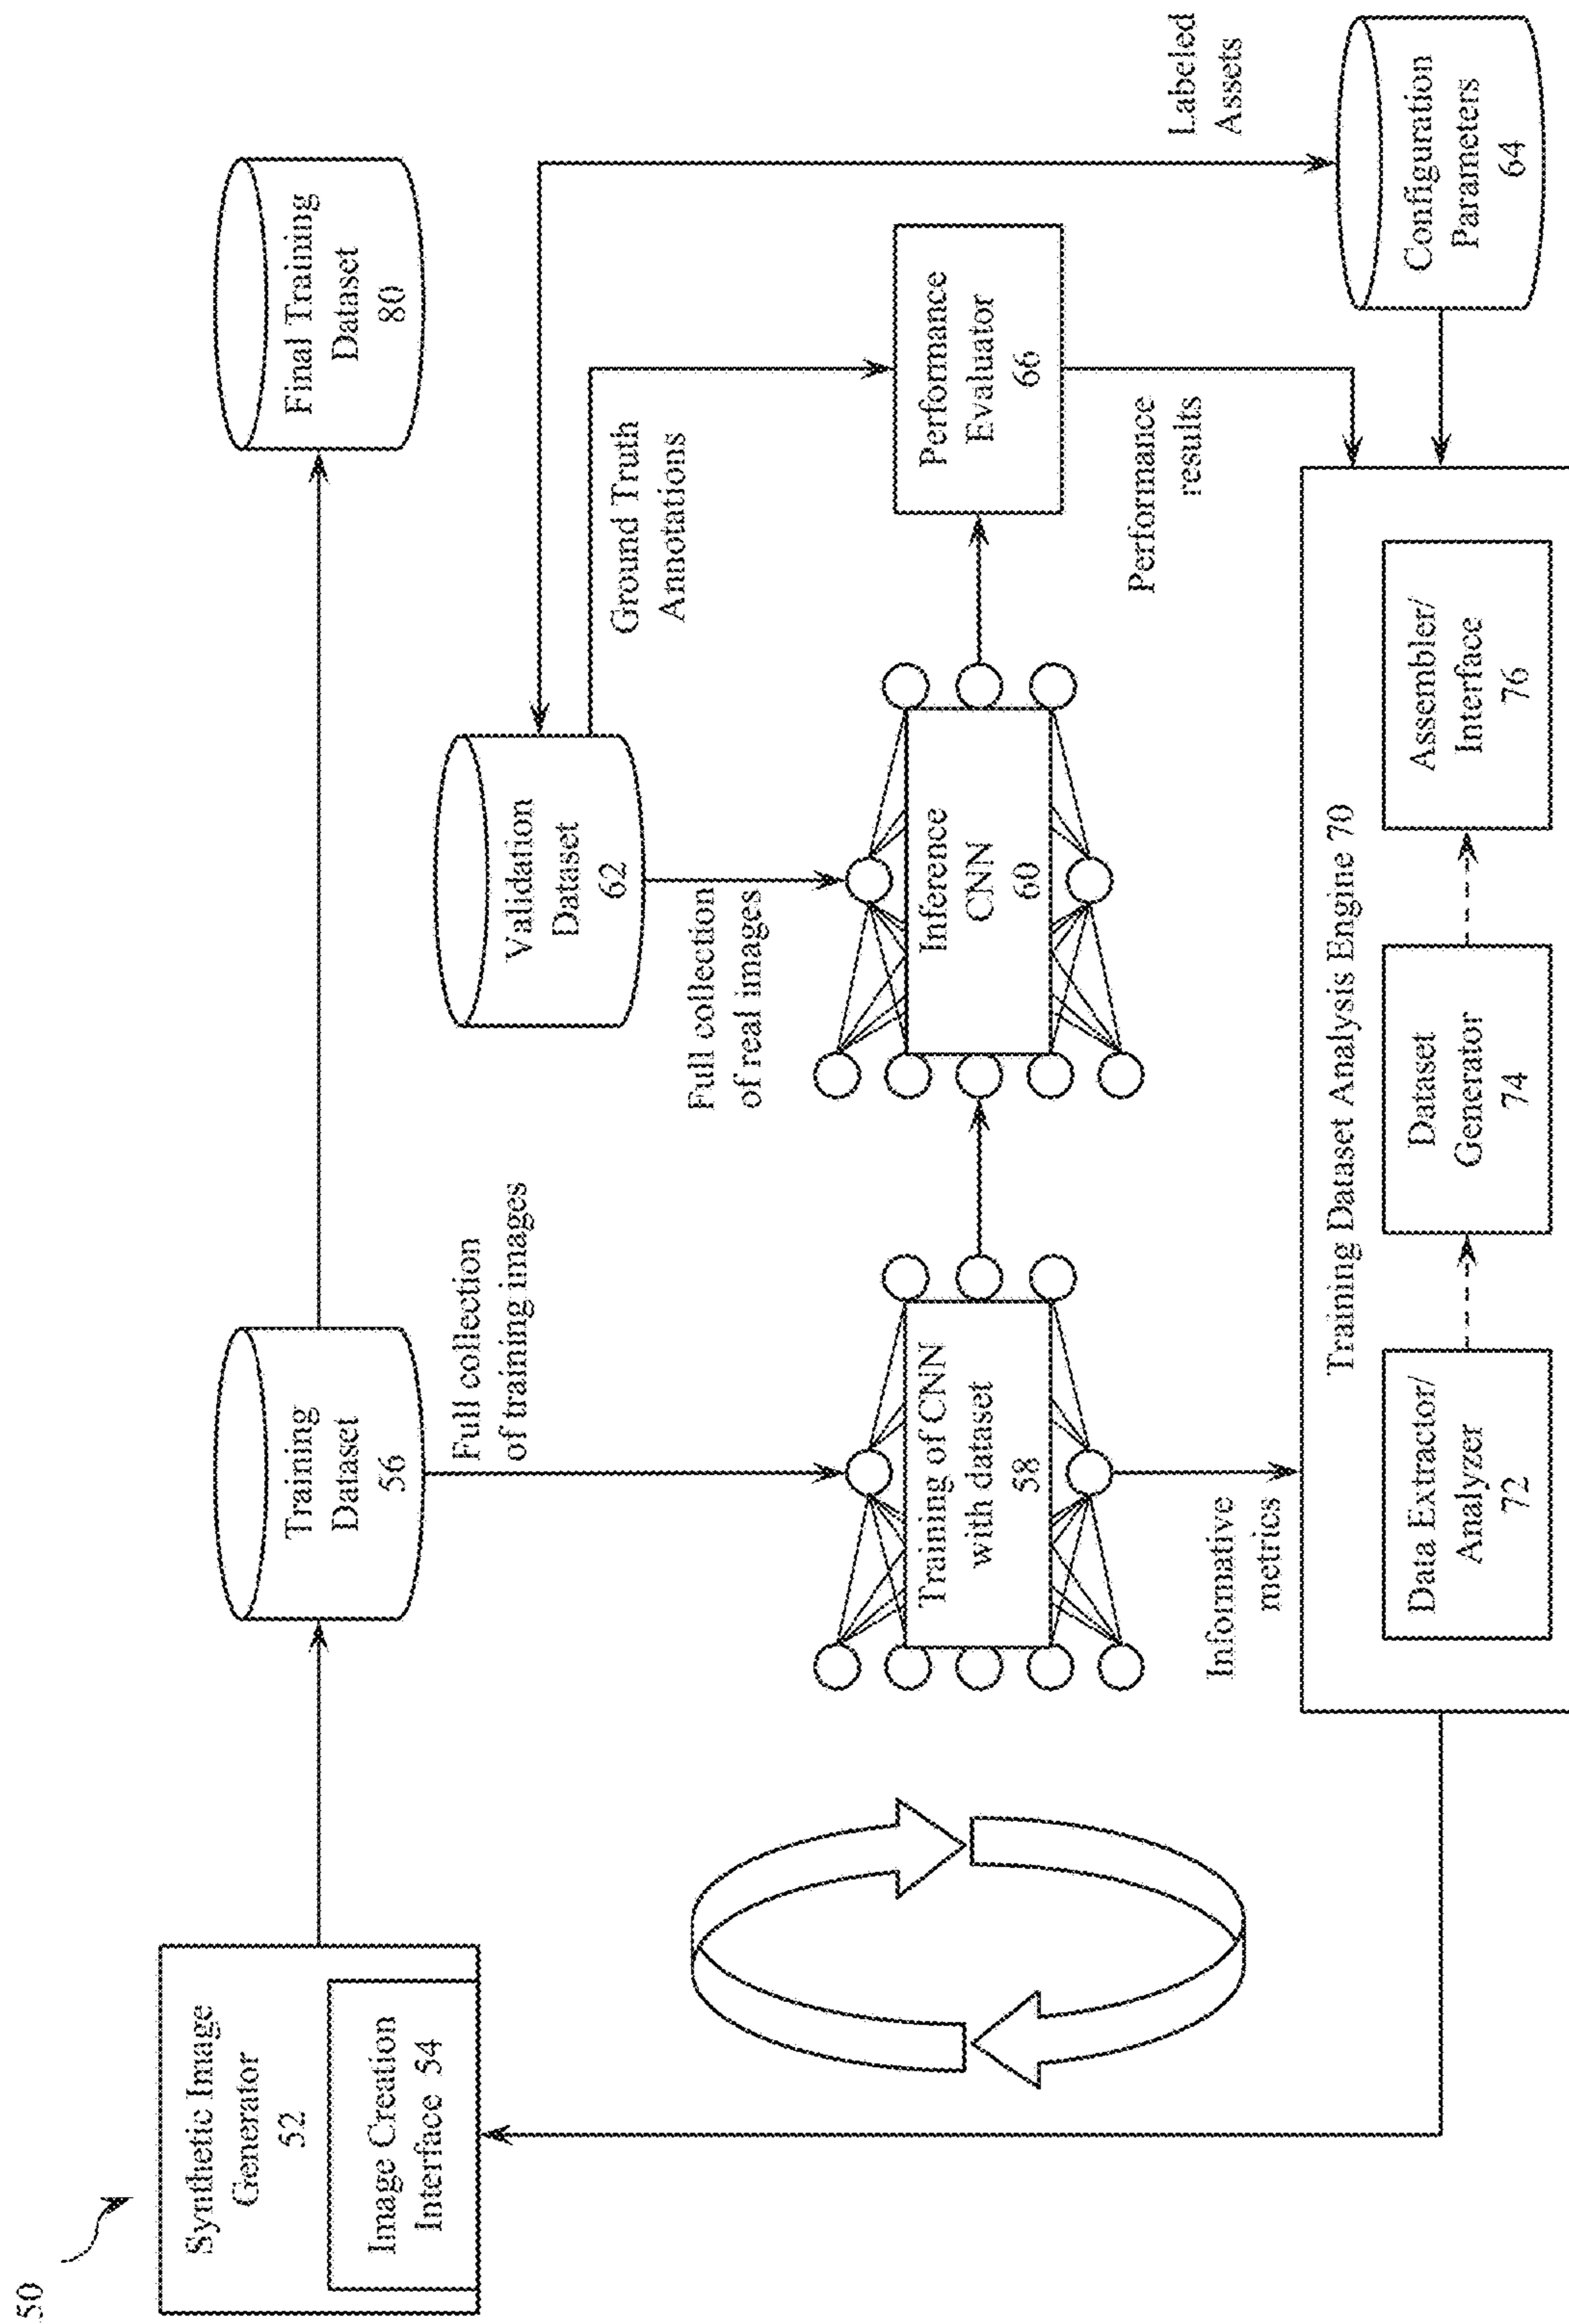 50
Synthetic Image
Generator
52
Image Creation
Interface 54
Training
Dataset
56
Final Training
Dataset
80
Full collection
of training images
Validation
Dataset
62
Ground Truth
Annotations
Labeled
Assets
Full collection
of real images
Training of CNN
with dataset
58
Inference
CNN
60
Performance
Evaluator
66
Informative
metrics
Performance
results
Configuration
Parameters
64
Training Dataset Analysis Engine 70
Data Extractor/
Analyzer
72
Dataset
Generator
74
Assembler/
Interface
76